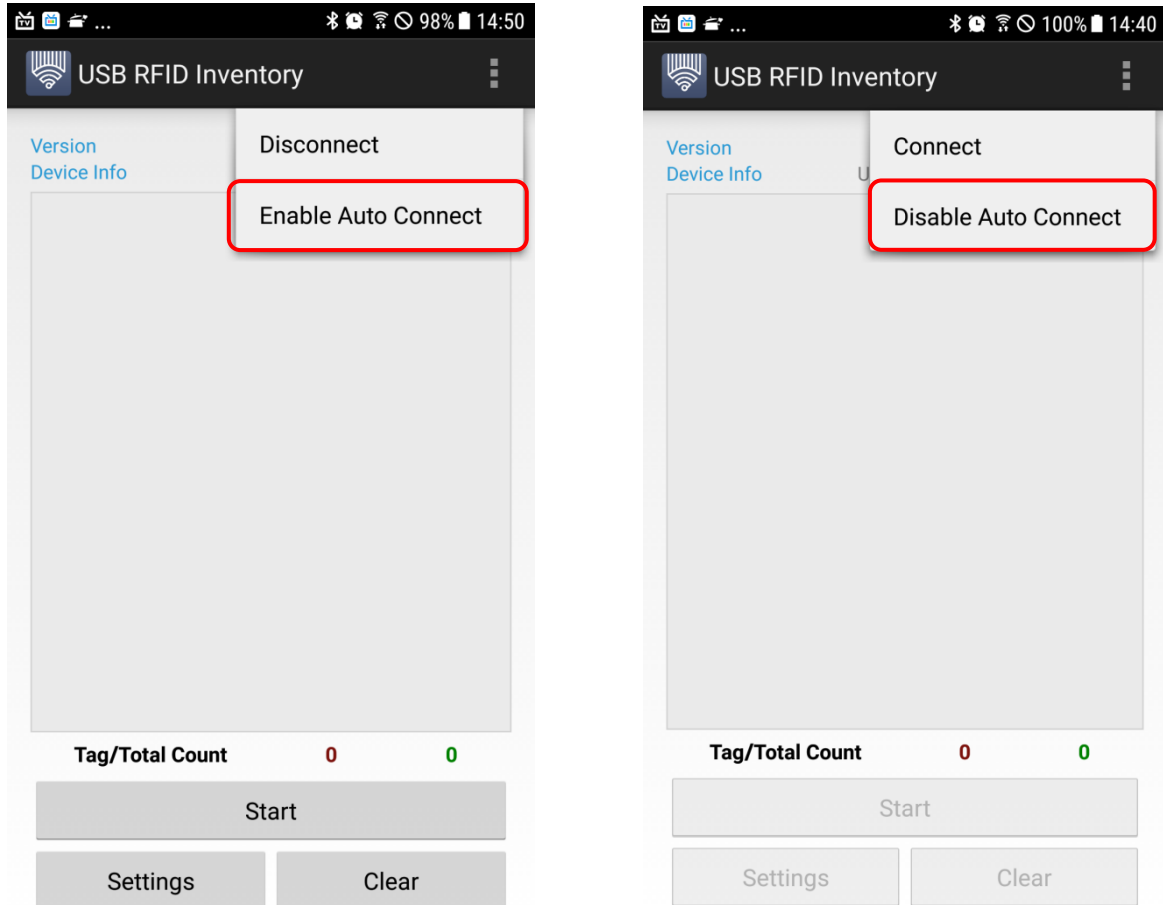 ... 98% 14:50
USB RFID Inventory
Version
Device Info
Disconnect
Enable Auto Connect
Tag/Total Count 0 0
Start
Settings Clear
... 100% 14:40
USB RFID Inventory
Version
Device Info U
Connect
Disable Auto Connect
Tag/Total Count 0 0
Start
Settings Clear